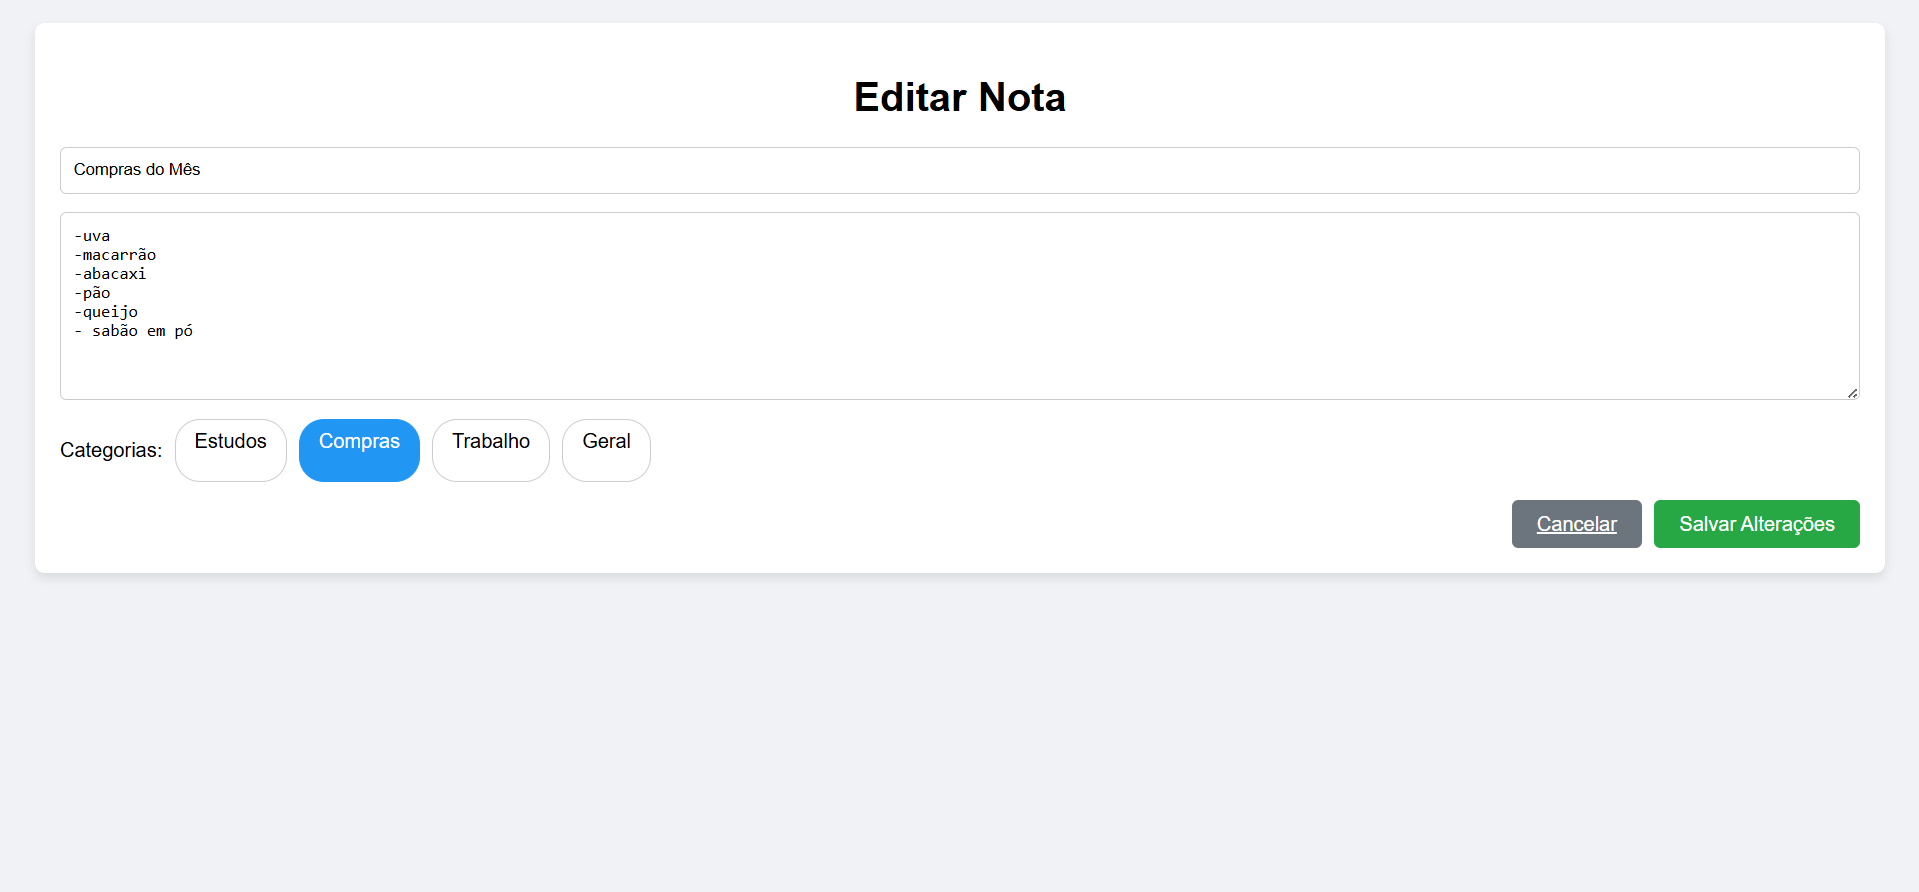 Editar Nota
Compras do Mês
-uva
-macarrão
-abacaxi
-pão
-queijo
- sabão em pó
Categorias: Estudos Compras Trabalho Geral
Cancelar Salvar Alterações